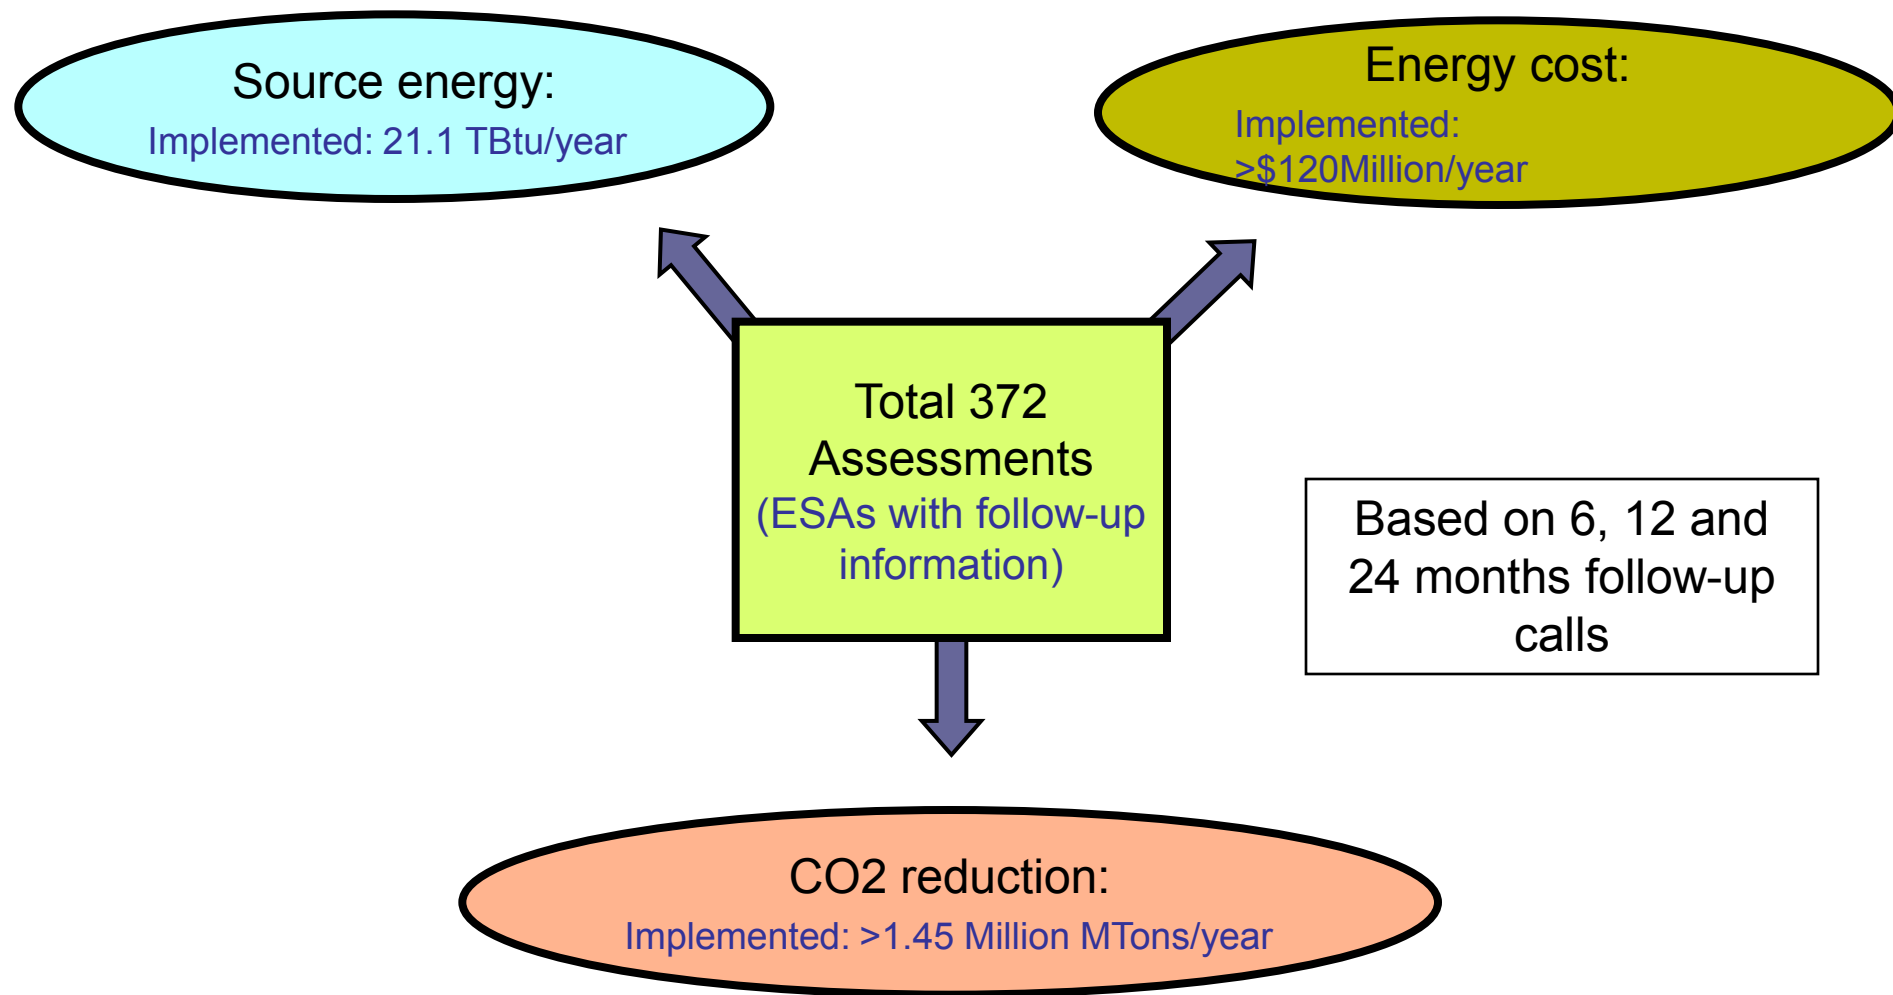 Source energy:
Implemented: 21.1 TBtu/year
Energy cost:
Implemented:
>$120Million/year
Total 372
Assessments
(ESAs with follow-up
information)
Based on 6, 12 and
24 months follow-up
calls
CO2 reduction:
Implemented: >1.45 Million MTons/year